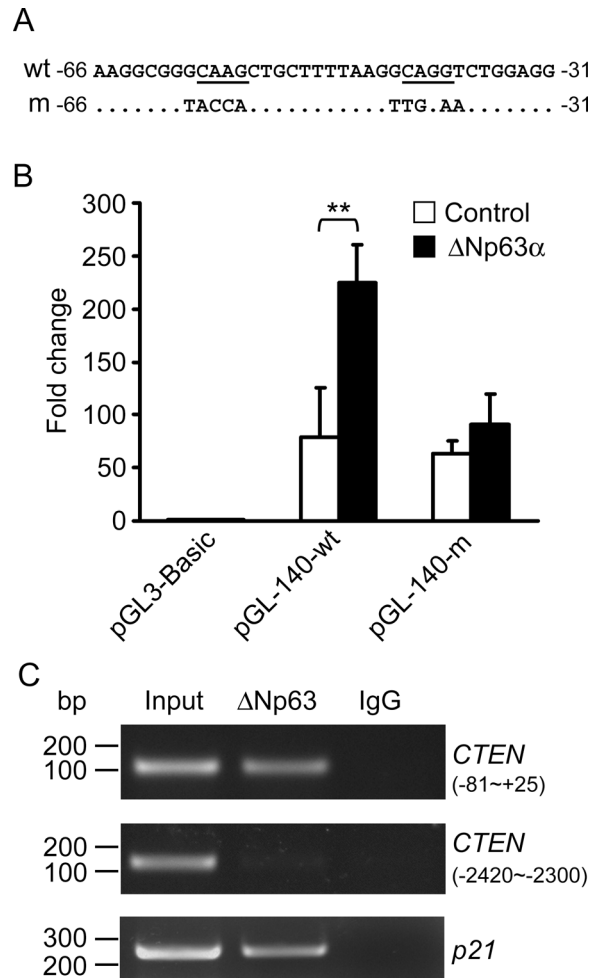 A
wt -66 AAGGCGGGCAAGCTGCTTTTAAGGCAGGTCTGGAGG -31
m -66 .......TACCA...........TTG.AA....... -31
B
Fold change
300
250
200
150
100
50
0
**
Control
ΔNp63α
pGL3-Basic
pGL-140-wt
pGL-140-m
C
bp Input ΔNp63 IgG
200
100
CTEN
(-81~+25)
200
100
CTEN
(-2420~-2300)
300
200
p21